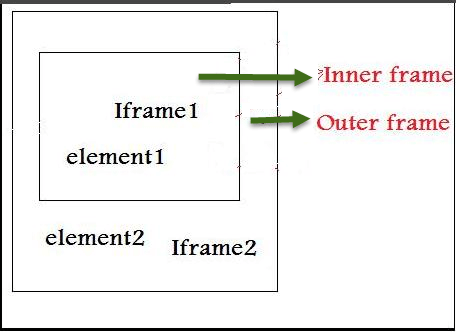 Inner frame
Iframe1
Outer frame
element1
element2
Iframe2